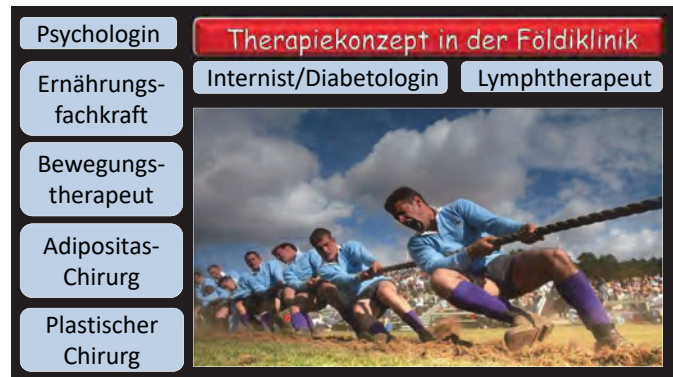 Psychologin
Therapiekonzept in der Földiklinik
Internist/Diabetologin
Lymphtherapeut
Ernährungs-
fachkraft
Bewegungs-
therapeut
Adipositas-
Chirurg
Plastischer
Chirurg